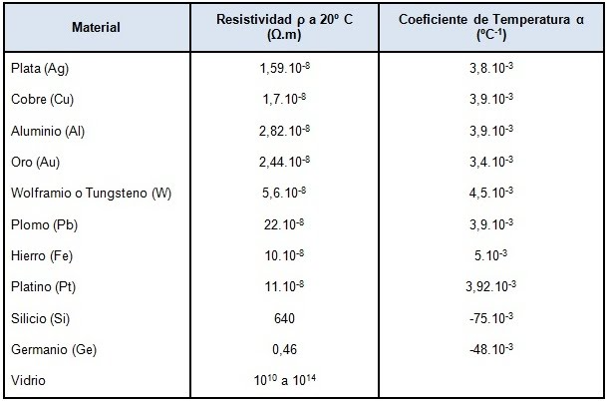 Material Resistividad ρ a 20º C (Ω.m) Coeficiente de Temperatura α (ºC⁻¹)
Plata (Ag) 1,59.10⁻⁸ 3,8.10⁻³
Cobre (Cu) 1,7.10⁻⁸ 3,9.10⁻³
Aluminio (Al) 2,82.10⁻⁸ 3,9.10⁻³
Oro (Au) 2,44.10⁻⁸ 3,4.10⁻³
Wolframio o Tungsteno (W) 5,6.10⁻⁸ 4,5.10⁻³
Plomo (Pb) 22.10⁻⁸ 3,9.10⁻³
Hierro (Fe) 10.10⁻⁸ 5.10⁻³
Platino (Pt) 11.10⁻⁸ 3,92.10⁻³
Silicio (Si) 640 -75.10⁻³
Germanio (Ge) 0,46 -48.10⁻³
Vidrio 10¹⁰ a 10¹⁴